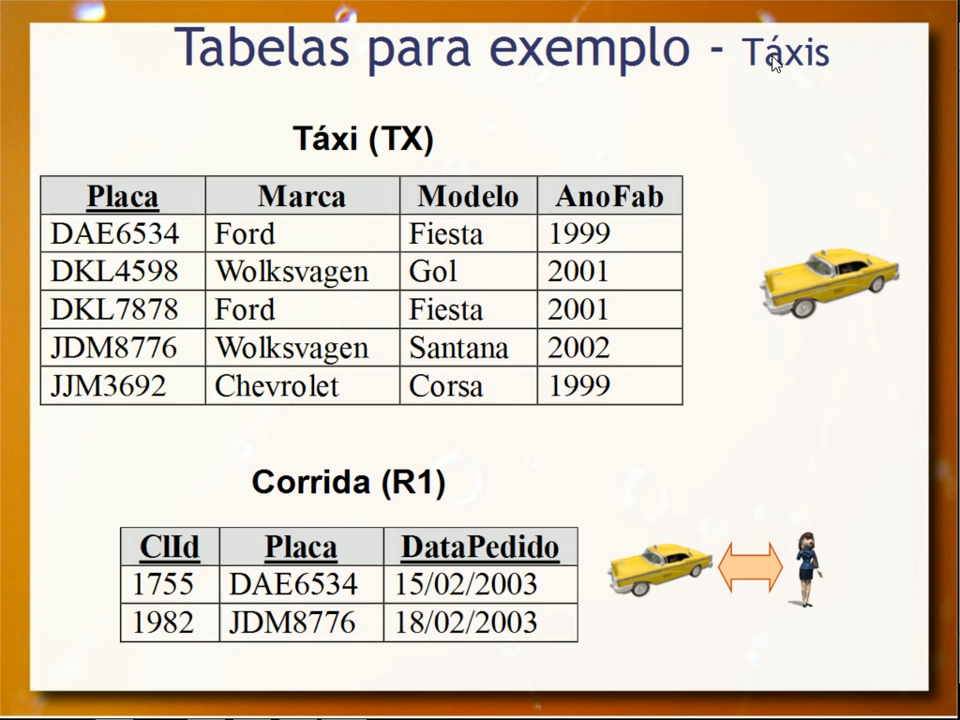 Tabelas para exemplo - Táxis
Táxi (TX)
Placa Marca Modelo AnoFab
DAE6534 Ford Fiesta 1999
DKL4598 Wolksvagen Gol 2001
DKL7878 Ford Fiesta 2001
JDM8776 Wolksvagen Santana 2002
JJM3692 Chevrolet Corsa 1999
Corrida (R1)
ClId Placa DataPedido
1755 DAE6534 15/02/2003
1982 JDM8776 18/02/2003